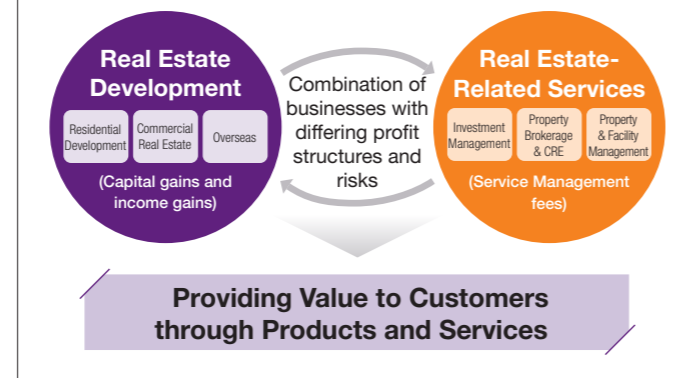 Real Estate
Development
Residential
Development
Commercial
Real Estate
Overseas
(Capital gains and
income gains)
Combination of
businesses with
differing profit
structures and
risks
Real Estate-
Related Services
Investment
Management
Property
Brokerage
& CRE
Property
& Facility
Management
(Service Management
fees)
Providing Value to Customers
through Products and Services